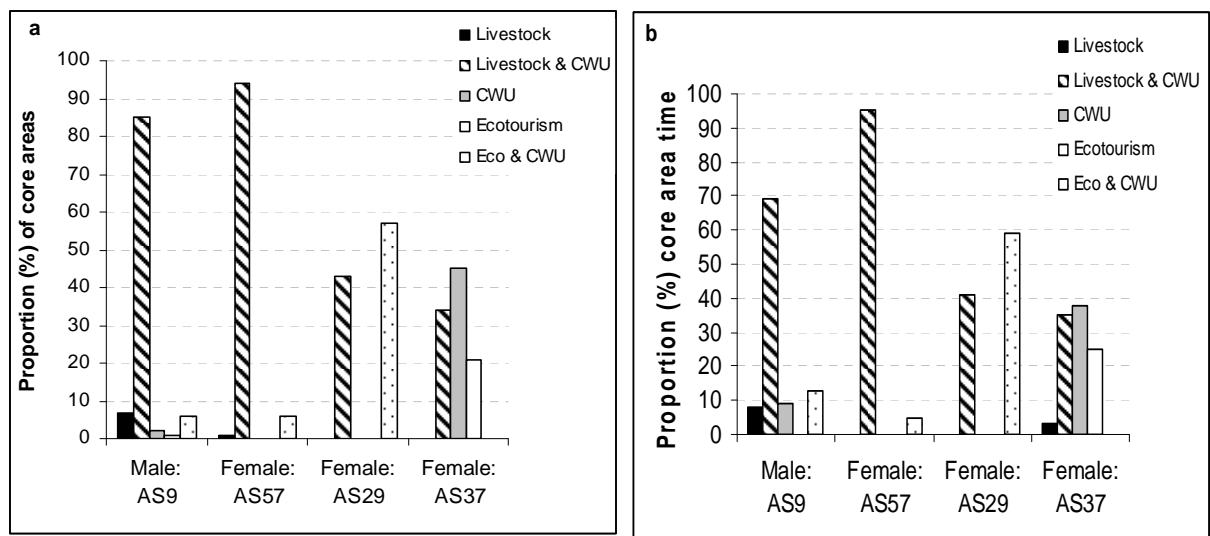 a
Livestock
Livestock & CWU
CWU
Ecotourism
Eco & CWU
Proportion (%) of core areas
100
90
80
70
60
50
40
30
20
10
0
Male: AS9
Female: AS57
Female: AS29
Female: AS37
b
Livestock
Livestock & CWU
CWU
Ecotourism
Eco & CWU
Proportion (%) core area time
100
90
80
70
60
50
40
30
20
10
0
Male: AS9
Female: AS57
Female: AS29
Female: AS37